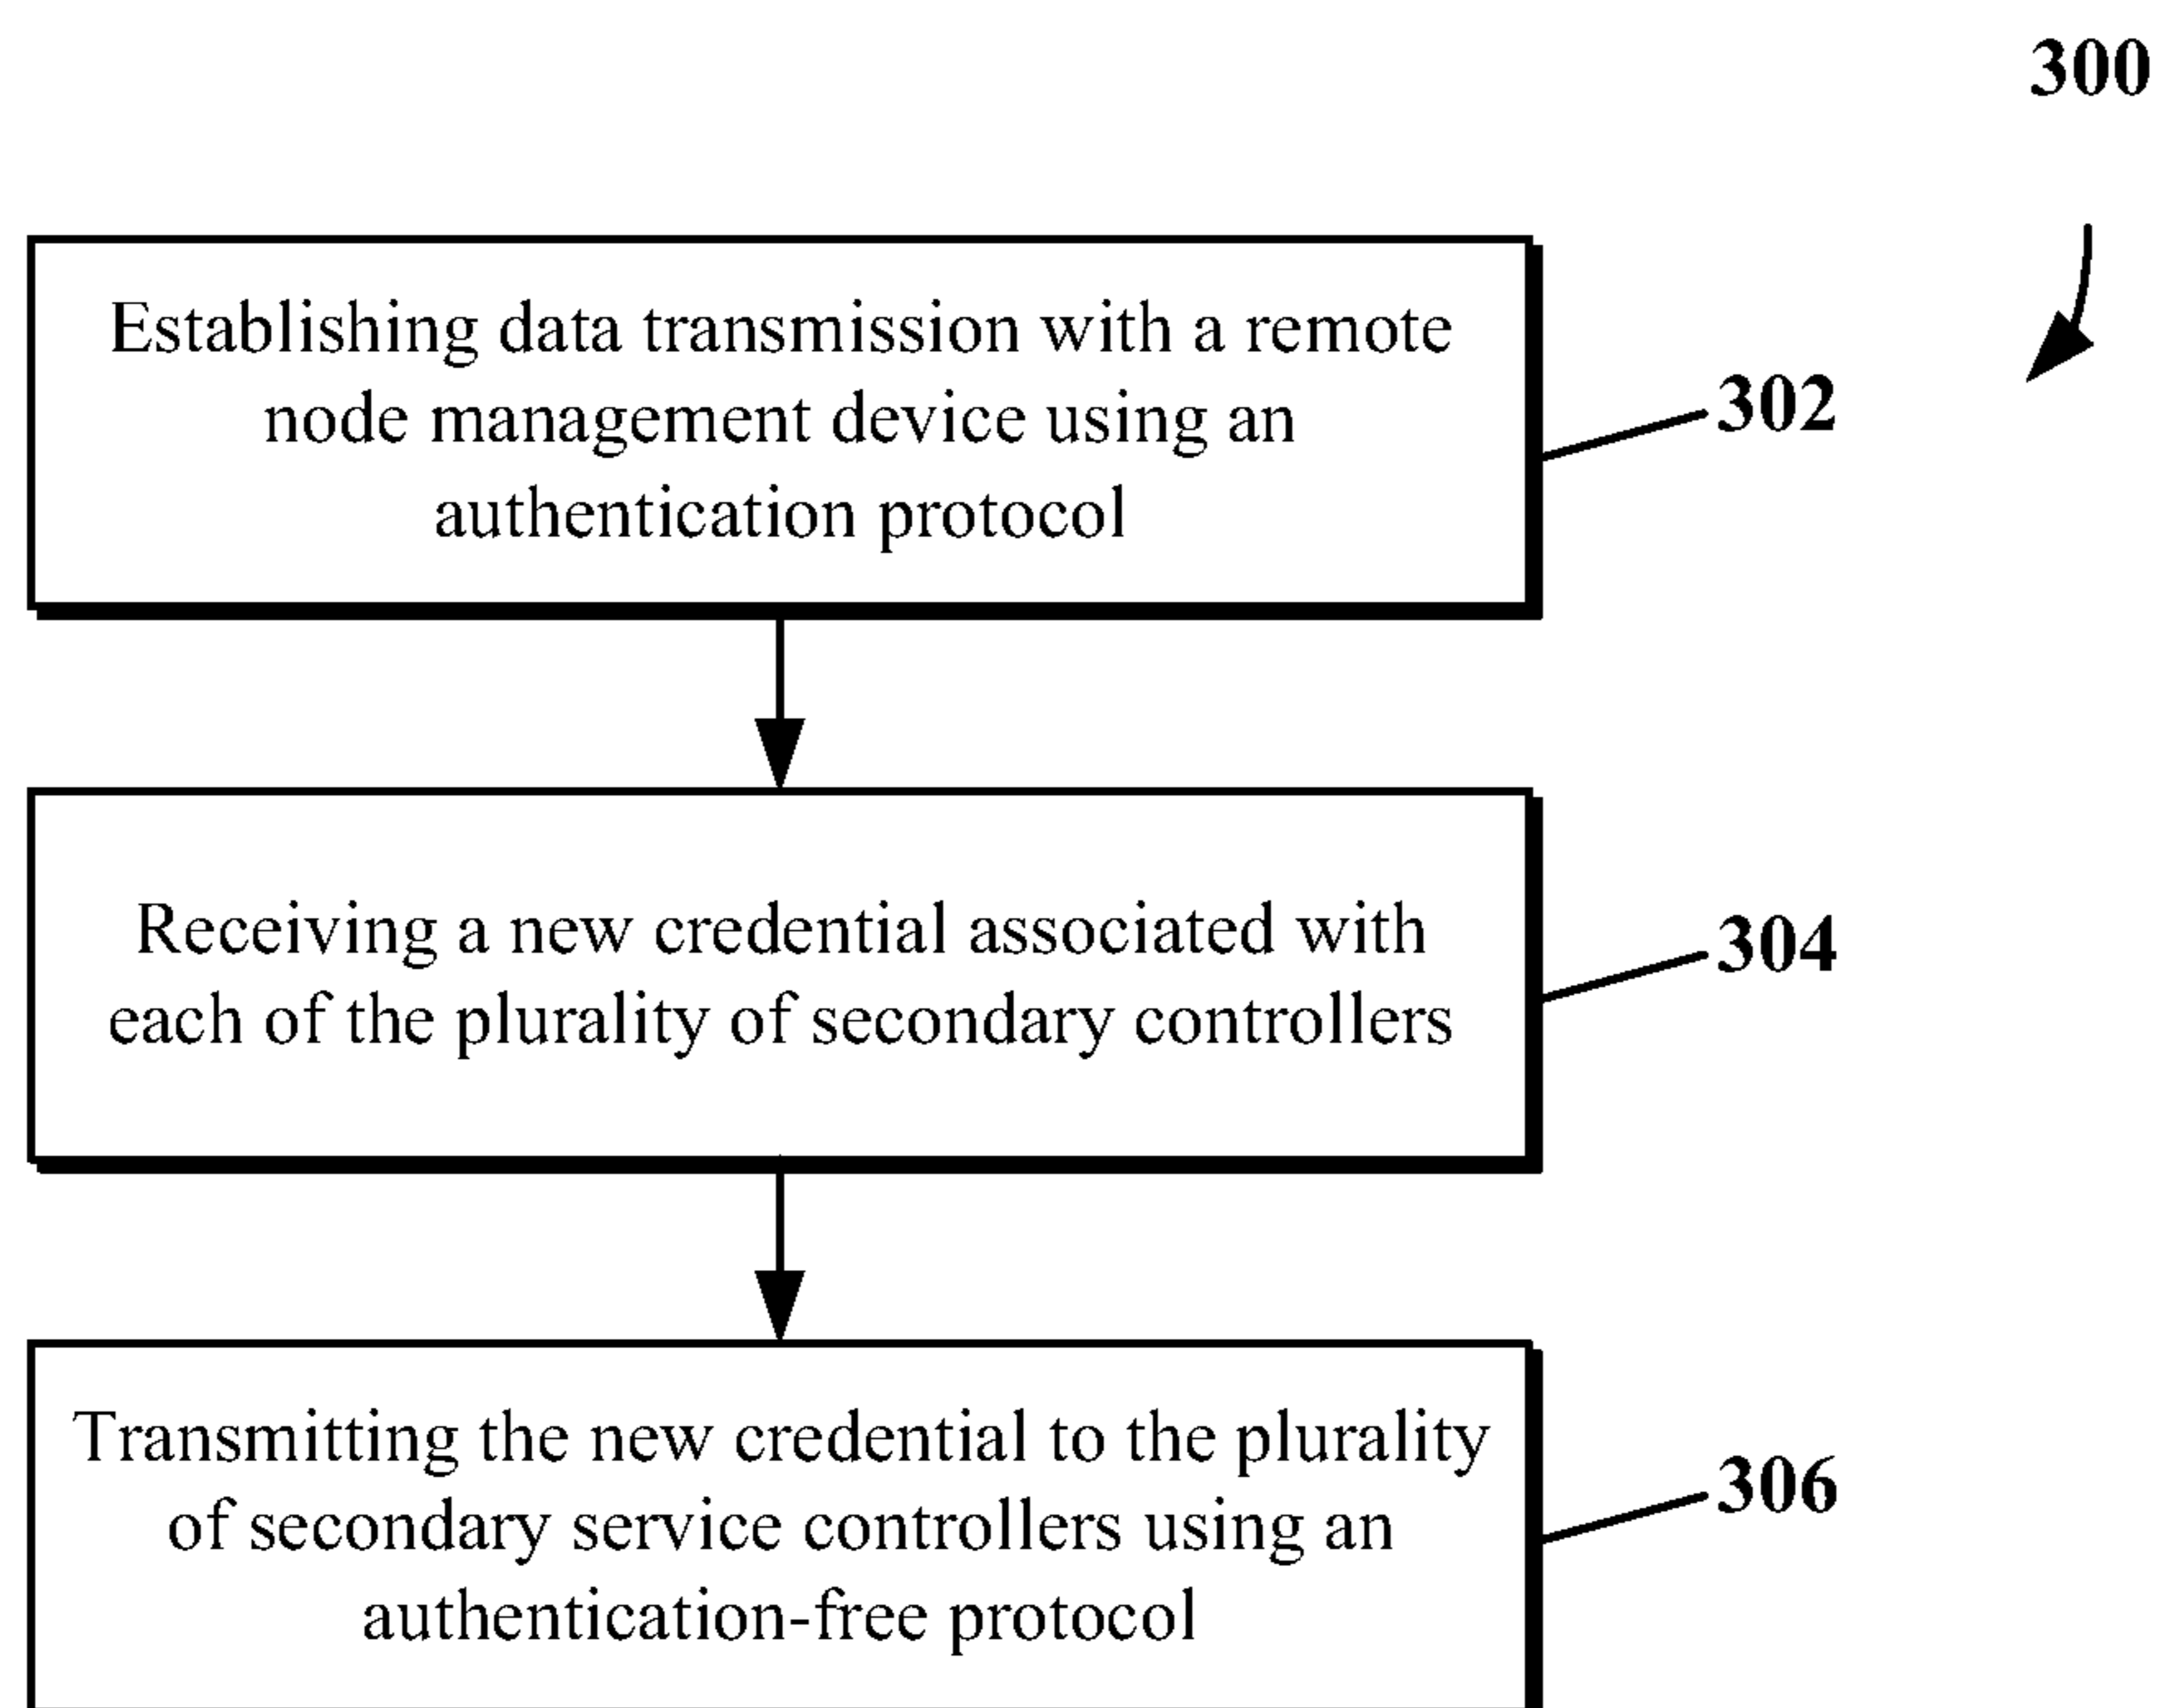 300
Establishing data transmission with a remote
node management device using an
authentication protocol
302
Receiving a new credential associated with
each of the plurality of secondary controllers
304
Transmitting the new credential to the plurality
of secondary service controllers using an
authentication-free protocol
306